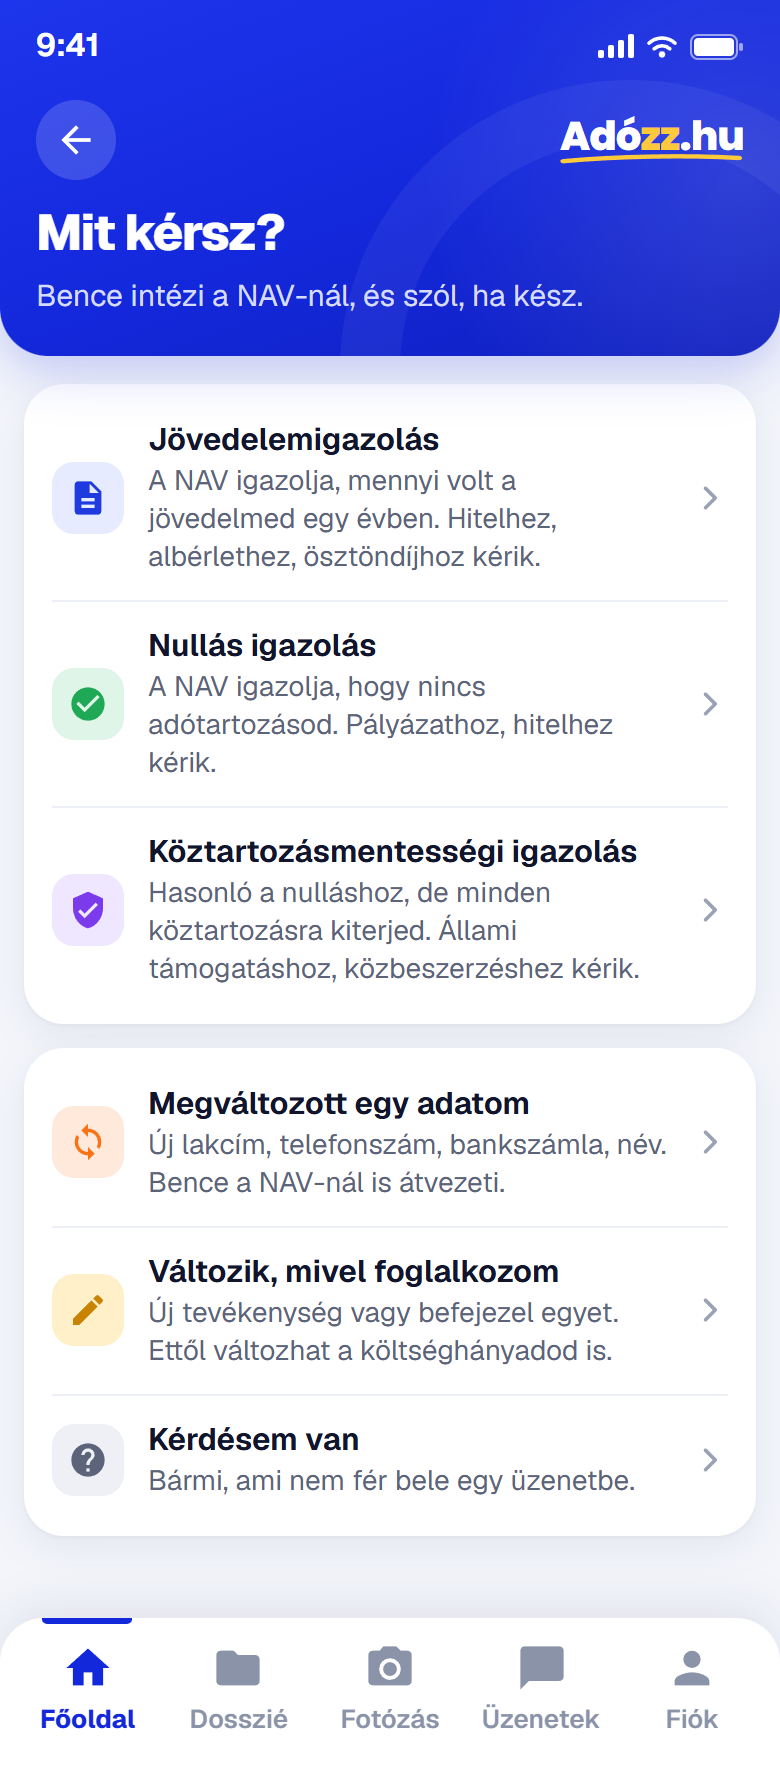 9:41
Adózz.hu
Mit kérsz?
Bence intézi a NAV-nál, és szól, ha kész.
Jövedelemigazolás
A NAV igazolja, mennyi volt a
jövedelmed egy évben. Hitelhez,
albérlethez, ösztöndíjhoz kérik.
Nullás igazolás
A NAV igazolja, hogy nincs
adótartozásod. Pályázathoz, hitelhez
kérik.
Köztartozásmentességi igazolás
Hasonló a nulláshoz, de minden
köztartozásra kiterjed. Állami
támogatáshoz, közbeszerzéshez kérik.
Megváltozott egy adatom
Új lakcím, telefonszám, bankszámla, név.
Bence a NAV-nál is átvezeti.
Változik, mivel foglalkozom
Új tevékenység vagy befejezel egyet.
Ettől változhat a költséghányadod is.
Kérdésem van
Bármi, ami nem fér bele egy üzenetbe.
Főoldal
Dosszié
Fotózás
Üzenetek
Fiók